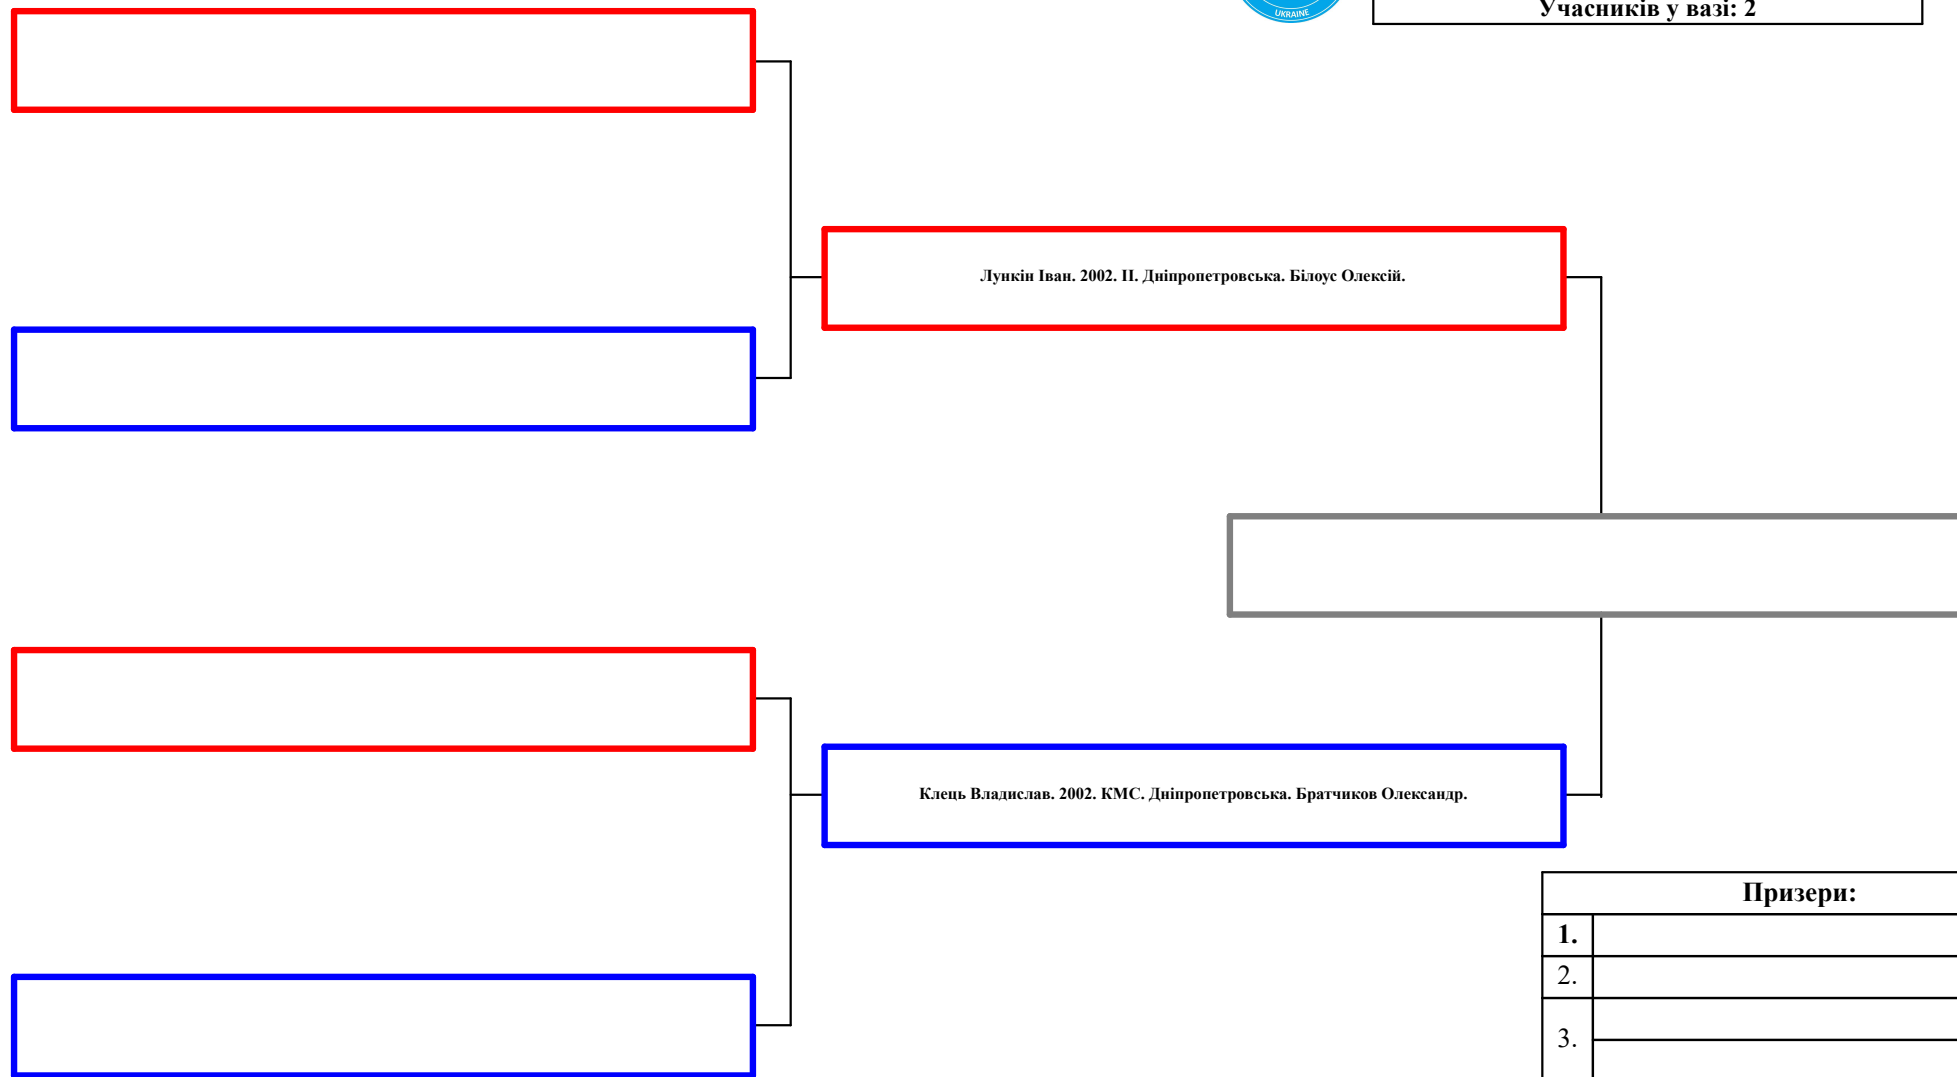 UKRAINE
Учасників у вазі: 2
Лункін Іван. 2002. II. Дніпропетровська. Білоус Олексій.
Клець Владислав. 2002. КМС. Дніпропетровська. Братчиков Олександр.
Призери:
1.
2.
3.